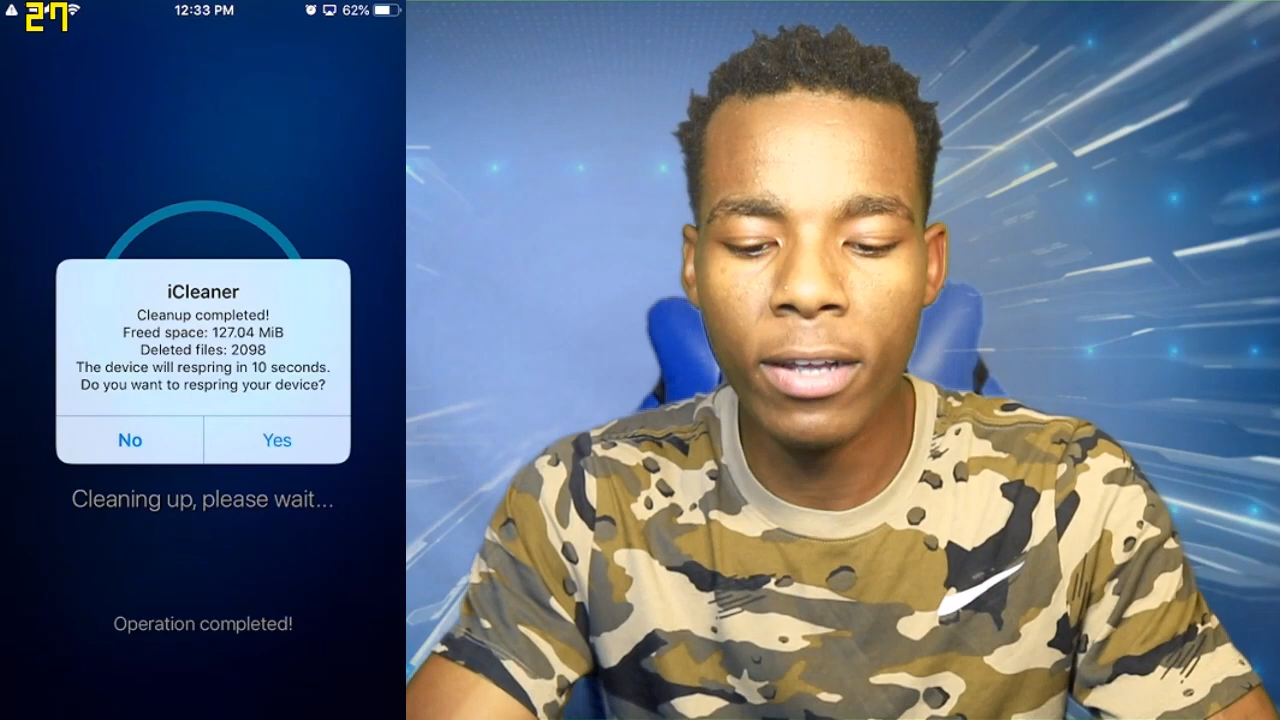 27
12:33 PM
62%
iCleaner
Cleanup completed!
Freed space: 127.04 MiB
Deleted files: 2098
The device will respring in 10 seconds.
Do you want to respring your device?
No
Yes
Cleaning up, please wait...
Operation completed!